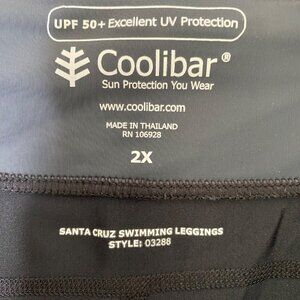 UPF 50+ Excellent UV Protection
Coolibar®
Sun Protection You Wear
www.coolibar.com
MADE IN THAILAND
RN 106928
2X
SANTA CRUZ SWIMMING LEGGINGS
STYLE: 03288